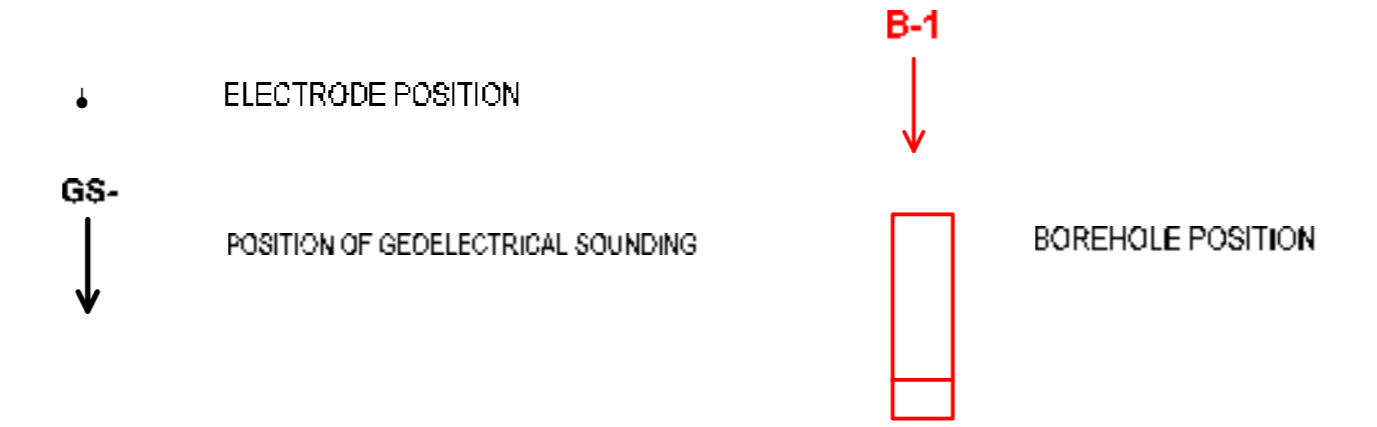 B-1
ELECTRODE POSITION
GS-
POSITION OF GEOELECTRICAL SOUNDING
BOREHOLE POSITION